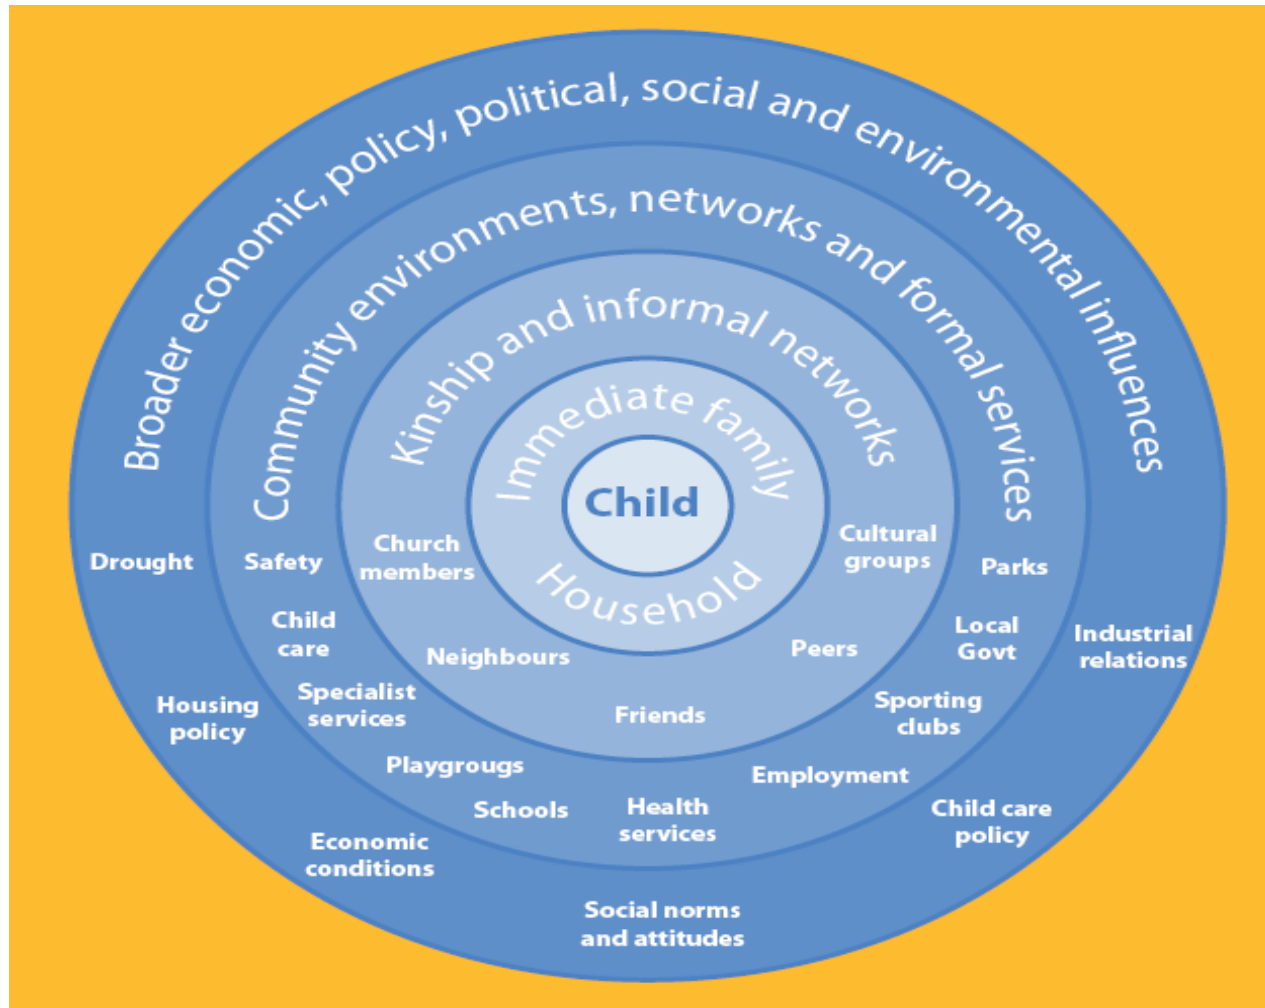 Broader economic, policy, political, social and environmental influences
Community environments, networks and formal services
Kinship and informal networks
Immediate family
Child
Household
Church
members
Cultural
groups
Neighbours
Peers
Friends
Safety
Parks
Child
care
Local
Govt
Specialist
services
Sporting
clubs
Playgrougs
Employment
Schools
Health
services
Drought
Industrial
relations
Housing
policy
Child care
policy
Economic
conditions
Social norms
and attitudes